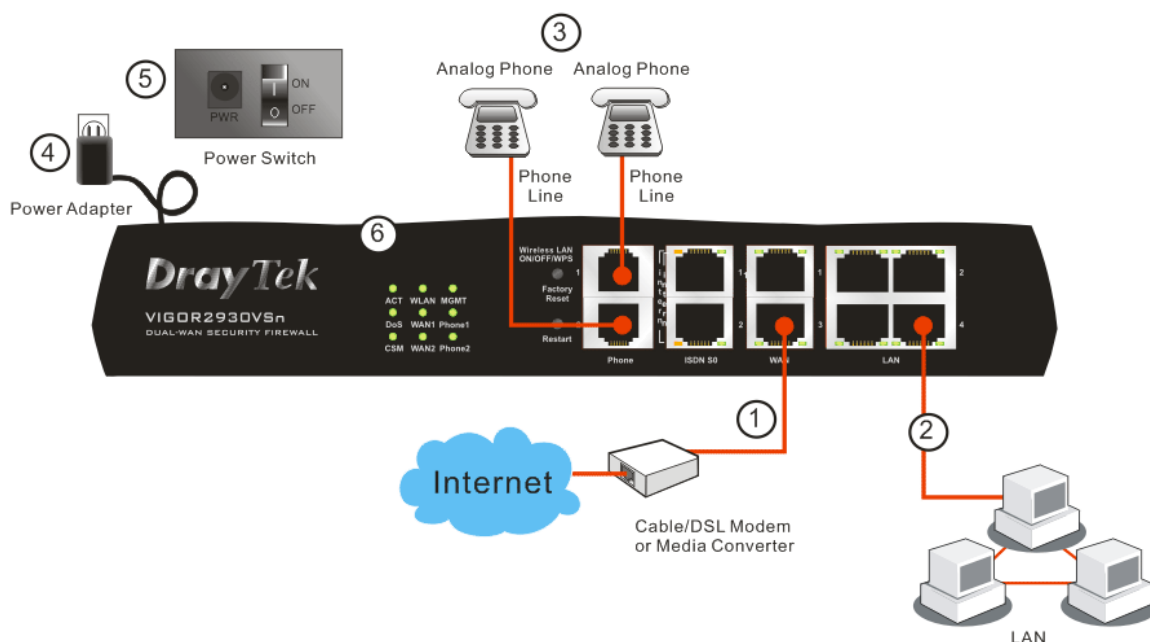 3
5
Analog Phone
Analog Phone
ON
OFF
PWR
4
Power Switch
Phone
Line
Phone
Line
Power Adapter
6
Wireless LAN
ON/OFF/WPS
DrayTek
VIGOR2930VSn
DUAL-WAN SECURITY FIREWALL
ACT WLAN MGMT
DoS WAN1 Phone1
CSM WAN2 Phone2
Factory
Reset
Restart
1
1
2
1
2
3
4
Phone
ISDN S0
WAN
LAN
1
2
Internet
Cable/DSL Modem
or Media Converter
LAN